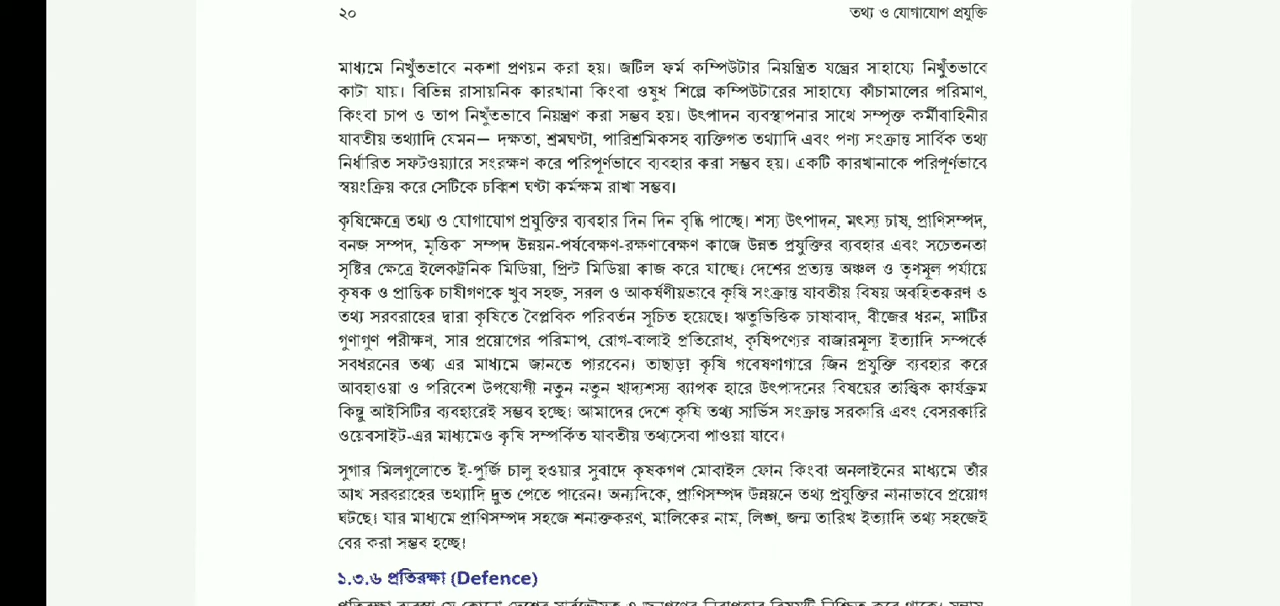 ২০ তথ্য ও যোগাযোগ প্রযুক্তি
মাধ্যমে নিখুঁতভাবে নকশা প্রণয়ন করা হয়। জটিল ফর্ম কম্পিউটার নিয়ন্ত্রিত যন্ত্রের সাহায্যে নিখুঁতভাবে
কাটা যায়। বিভিন্ন রাসায়নিক কারখানা কিংবা ওষুধ শিল্পে কম্পিউটারের সাহায্যে কাঁচামালের পরিমাণ,
কিংবা চাপ ও তাপ নিখুঁতভাবে নিয়ন্ত্রণ করা সম্ভব হয়। উৎপাদন ব্যবস্থাপনার সাথে সম্পৃক্ত কর্মীবাহিনীর
যাবতীয় তথ্যাদি যেমন— দক্ষতা, শ্রমঘণ্টা, পারিশ্রমিকসহ ব্যক্তিগত তথ্যাদি এবং পণ্য সংক্রান্ত সার্বিক তথ্য
নির্ধারিত সফটওয়্যারে সংরক্ষণ করে পরিপূর্ণভাবে ব্যবহার করা সম্ভব হয়। একটি কারখানাকে পরিপূর্ণভাবে
স্বয়ংক্রিয় করে সেটিকে চব্বিশ ঘণ্টা কর্মক্ষম রাখা সম্ভব।
কৃষিক্ষেত্রে তথ্য ও যোগাযোগ প্রযুক্তির ব্যবহার দিন দিন বৃদ্ধি পাচ্ছে। শস্য উৎপাদন, মৎস্য চাষ, প্রাণিসম্পদ,
বনজ সম্পদ, মৃত্তিকা সম্পদ উন্নয়ন-পর্যবেক্ষণ-রক্ষণাবেক্ষণ কাজে উন্নত প্রযুক্তির ব্যবহার এবং সচেতনতা
সৃষ্টির ক্ষেত্রে ইলেকট্রনিক মিডিয়া, প্রিন্ট মিডিয়া কাজ করে যাচ্ছে। দেশের প্রত্যন্ত অঞ্চল ও তৃণমূল পর্যায়ে
কৃষক ও প্রান্তিক চাষীগণকে খুব সহজ, সরল ও আকর্ষণীয়ভাবে কৃষি সংক্রান্ত যাবতীয় বিষয় অবহিতকরণ ও
তথ্য সরবরাহের দ্বারা কৃষিতে বৈপ্লবিক পরিবর্তন সূচিত হয়েছে। ঋতুভিত্তিক চাষাবাদ, বীজের ধরন, মাটির
গুণাগুণ পরীক্ষণ, সার প্রয়োগের পরিমাপ, রোগ-বালাই প্রতিরোধ, কৃষিপণ্যের বাজারমূল্য ইত্যাদি সম্পর্কে
সবধরনের তথ্য এর মাধ্যমে জানতে পারবেন। তাছাড়া কৃষি গবেষণাগারে জিন প্রযুক্তি ব্যবহার করে
আবহাওয়া ও পরিবেশ উপযোগী নতুন নতুন খাদ্যশস্য ব্যাপক হারে উৎপাদনের বিষয়ের তাত্ত্বিক কার্যক্রম
কিন্তু আইসিটির ব্যবহারেই সম্ভব হচ্ছে। আমাদের দেশে কৃষি তথ্য সার্ভিস সংক্রান্ত সরকারি এবং বেসরকারি
ওয়েবসাইট-এর মাধ্যমেও কৃষি সম্পর্কিত যাবতীয় তথ্যসেবা পাওয়া যাবে।
সুগার মিলগুলোতে ই-পূর্জি চালু হওয়ার সুবাদে কৃষকগণ মোবাইল ফোন কিংবা অনলাইনের মাধ্যমে তাঁর
আখ সরবরাহের তথ্যাদি দ্রুত পেতে পারেন। অন্যদিকে, প্রাণিসম্পদ উন্নয়নে তথ্য প্রযুক্তির নানাভাবে প্রয়োগ
ঘটছে। যার মাধ্যমে প্রাণিসম্পদ সহজে শনাক্তকরণ, মালিকের নাম, লিঙ্গ, জন্ম তারিখ ইত্যাদি তথ্য সহজেই
বের করা সম্ভব হচ্ছে।
১.৩.৬ প্রতিরক্ষা (Defence)
প্রতিরক্ষা ব্যবস্থা যে কোনো দেশের সার্বভৌমত্ব ও জনগণের নিরাপত্তার বিষয়টি নিশ্চিত করে থাকে।